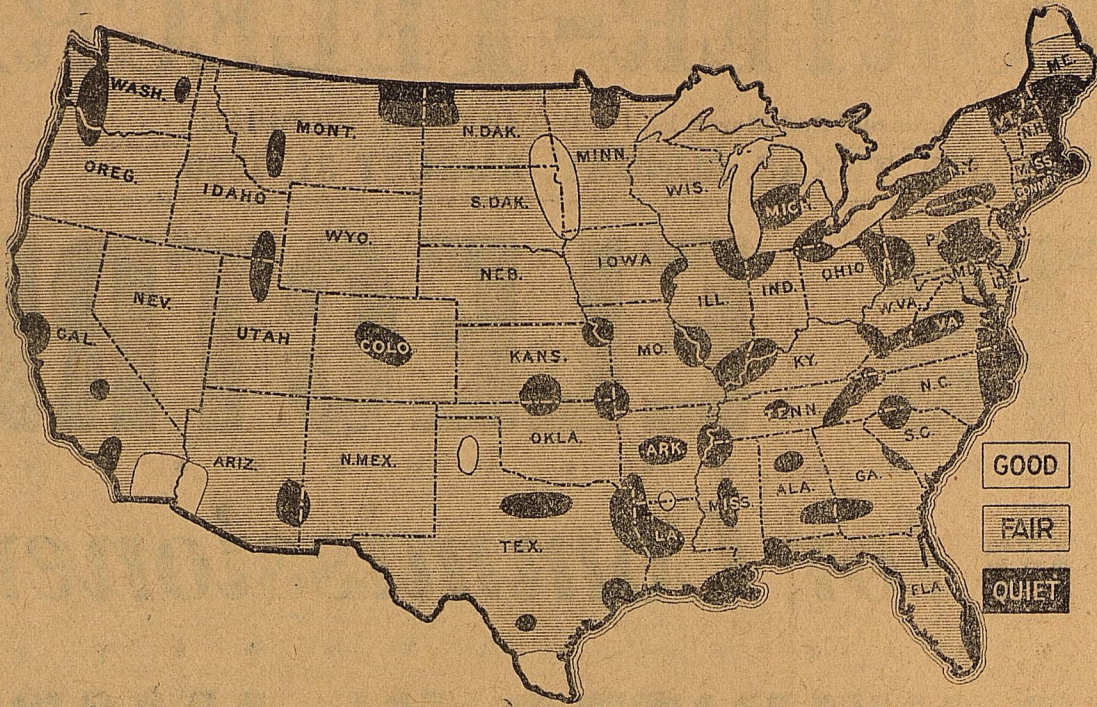 WASH.
MONT.
N.DAK.
MINN.
ME.
VT.
N.H.
OREG.
IDAHO
S.DAK.
WIS.
MICH.
N.Y.
MASS.
CONN.
WYO.
NEB.
IOWA
NEV.
UTAH
COLO
ILL.
IND.
OHIO
MD.
W.VA.
VA
CAL.
KANS.
MO.
KY.
N.C.
TENN
S.C.
ARIZ.
N.MEX.
OKLA.
ARK.
MISS.
ALA.
GA.
TEX.
LA
FLA.
GOOD
FAIR
QUIET